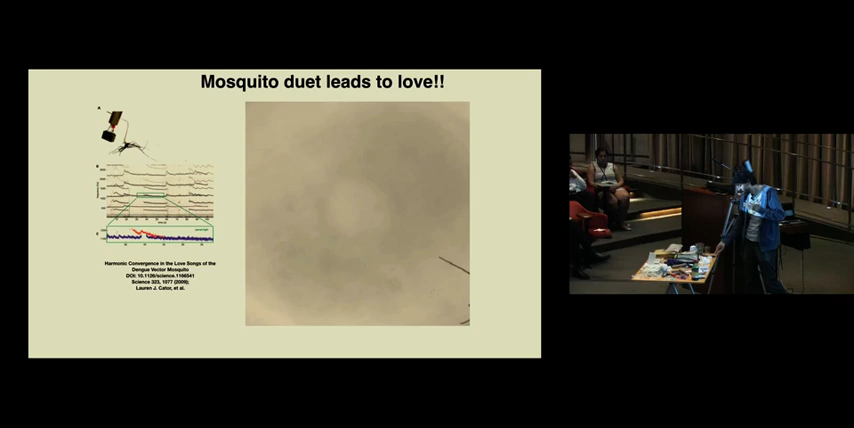 Mosquito duet leads to love!!
A
B
C
Harmonic Convergence in the Love Songs of the
Dengue Vector Mosquito
DOI: 10.1126/science.1166541
Science 323, 1077 (2009);
Lauren J. Cator, et al.